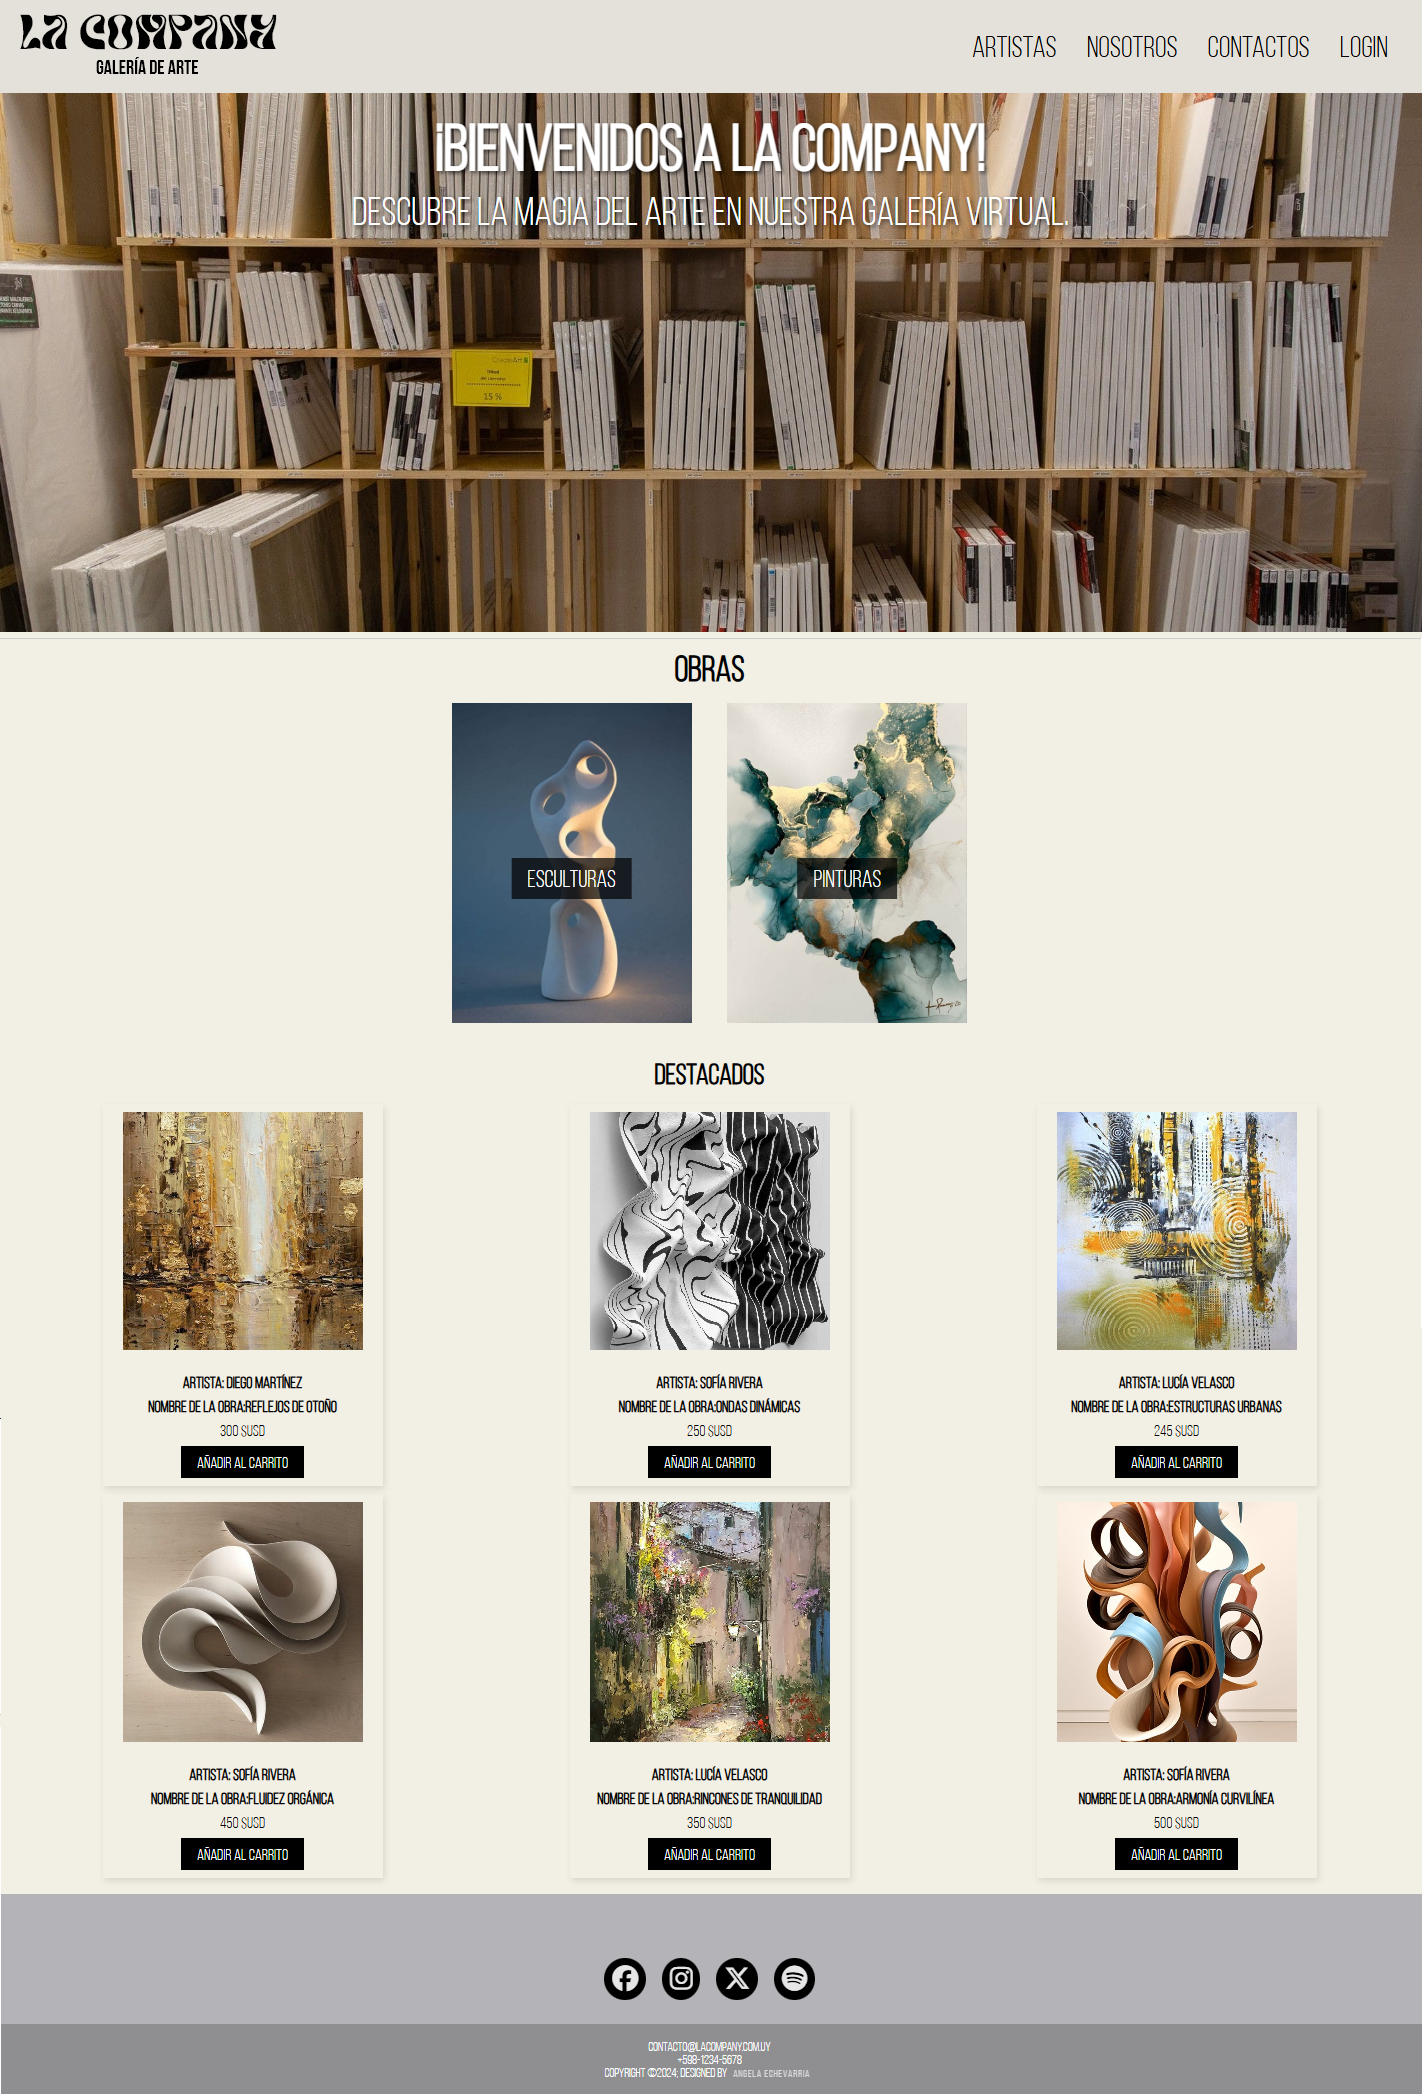 LA COMPANY
GALERÍA DE ARTE
ARTISTAS NOSOTROS CONTACTOS LOGIN
¡BIENVENIDOS A LA COMPANY!
DESCUBRE LA MAGIA DEL ARTE EN NUESTRA GALERÍA VIRTUAL.
CreateArt
15 %
OBRAS
ESCULTURAS
PINTURAS
DESTACADOS
ARTISTA: DIEGO MARTÍNEZ
NOMBRE DE LA OBRA:REFLEJOS DE OTOÑO
300 $USD
AÑADIR AL CARRITO
ARTISTA: SOFÍA RIVERA
NOMBRE DE LA OBRA:ONDAS DINÁMICAS
250 $USD
AÑADIR AL CARRITO
ARTISTA: LUCÍA VELASCO
NOMBRE DE LA OBRA:ESTRUCTURAS URBANAS
245 $USD
AÑADIR AL CARRITO
ARTISTA: SOFÍA RIVERA
NOMBRE DE LA OBRA:FLUIDEZ ORGÁNICA
450 $USD
AÑADIR AL CARRITO
ARTISTA: LUCÍA VELASCO
NOMBRE DE LA OBRA:RINCONES DE TRANQUILIDAD
350 $USD
AÑADIR AL CARRITO
ARTISTA: SOFÍA RIVERA
NOMBRE DE LA OBRA:ARMONÍA CURVILÍNEA
500 $USD
AÑADIR AL CARRITO
CONTACTO@LACOMPANY.COM.UY
+598-1234-5678
COPYRIGHT ©2024; DESIGNED BY ANGELA ECHEVARRIA